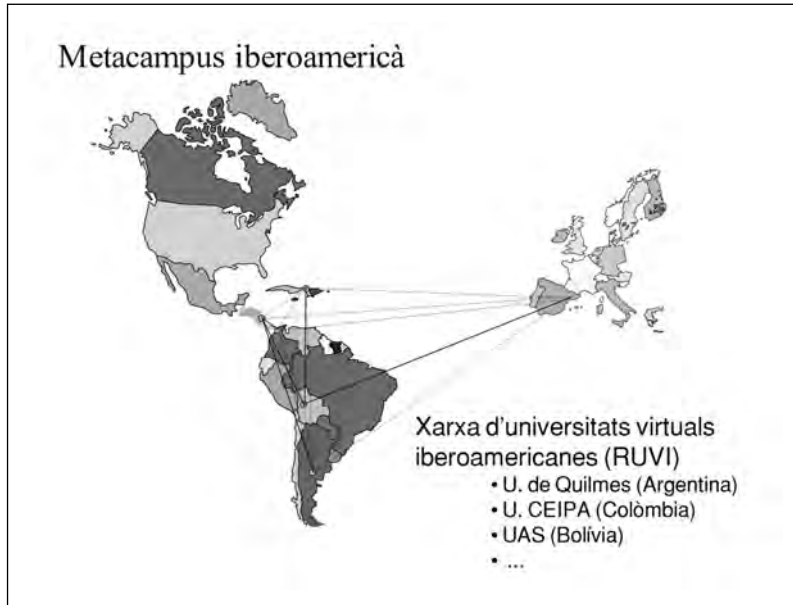 Metacampus iberoamericà
Xarxa d'universitats virtuals
iberoamericanes (RUVI)
• U. de Quilmes (Argentina)
• U. CEIPA (Colòmbia)
• UAS (Bolívia)
• ...